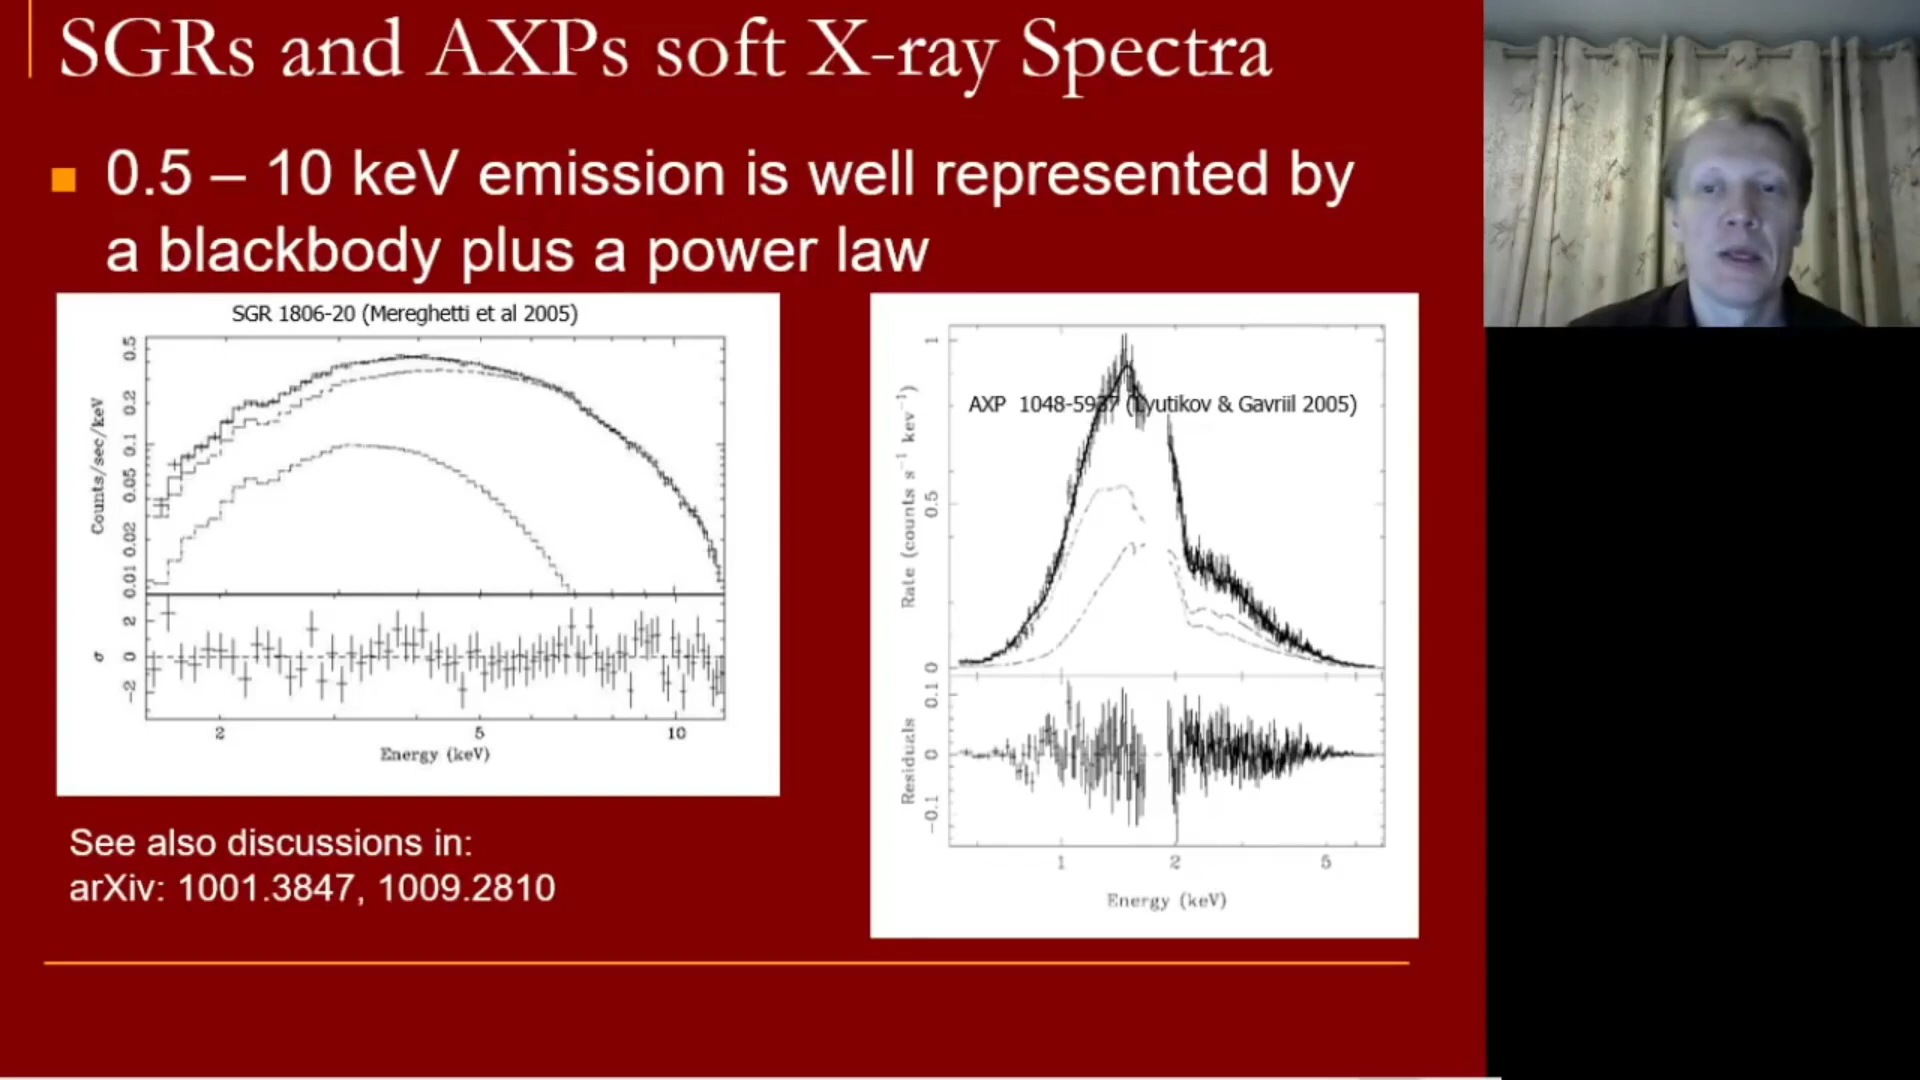 SGRs and AXPs soft X-ray Spectra
0.5 – 10 keV emission is well represented by
a blackbody plus a power law
SGR 1806-20 (Mereghetti et al 2005)
Counts/sec/keV
0.5
0.2
0.1
0.05
0.02
0.01
σ
2
0
−2
2 5 10
Energy (keV)
AXP 1048-5937 (Lyutikov & Gavriil 2005)
Rate (counts s⁻¹ kev⁻¹)
1
0.5
0
Residuals
0.1
0
−0.1
1 2 5
Energy (keV)
See also discussions in:
arXiv: 1001.3847, 1009.2810